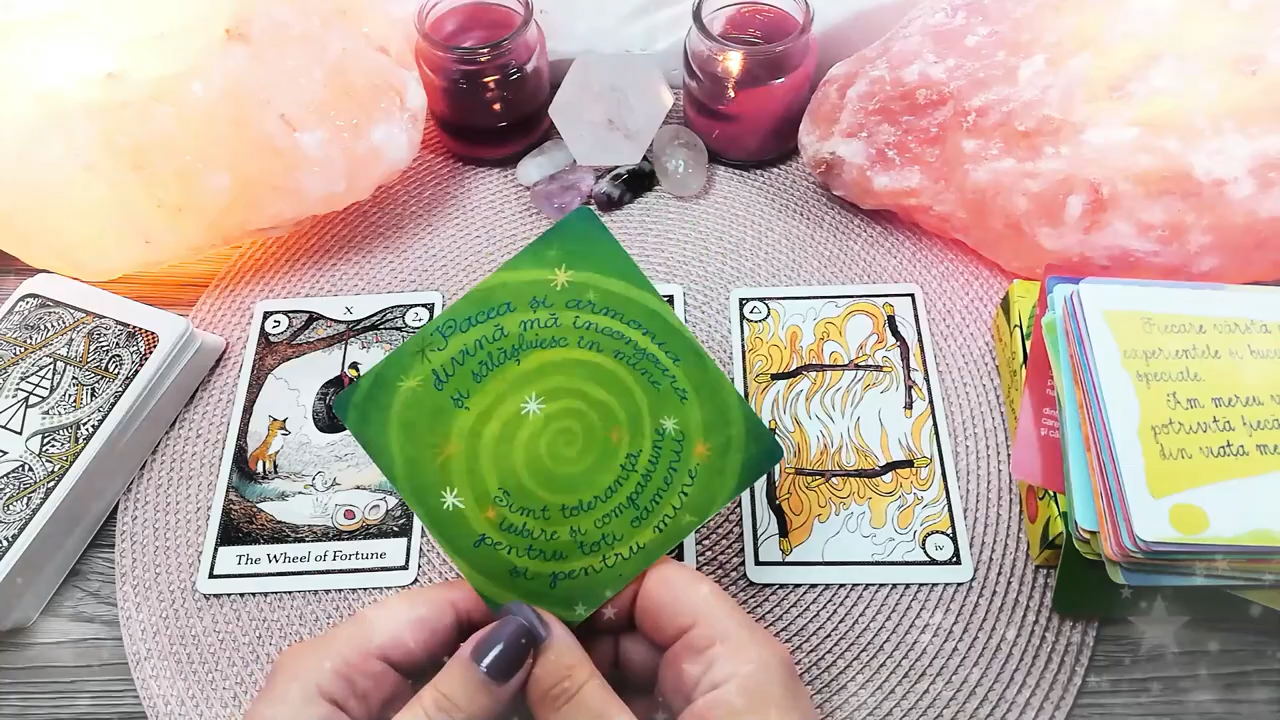 X
The Wheel of Fortune
Pacea și armonia
divină mă înconjoară
și sălășluiesc în mine.
Simt toleranță,
iubire și compasiune
pentru toți oamenii
și pentru mine.
iv
Fiecare vârstă
experiențele și bucu
speciale.
Am mereu v
potrivită fiecă
din viața me